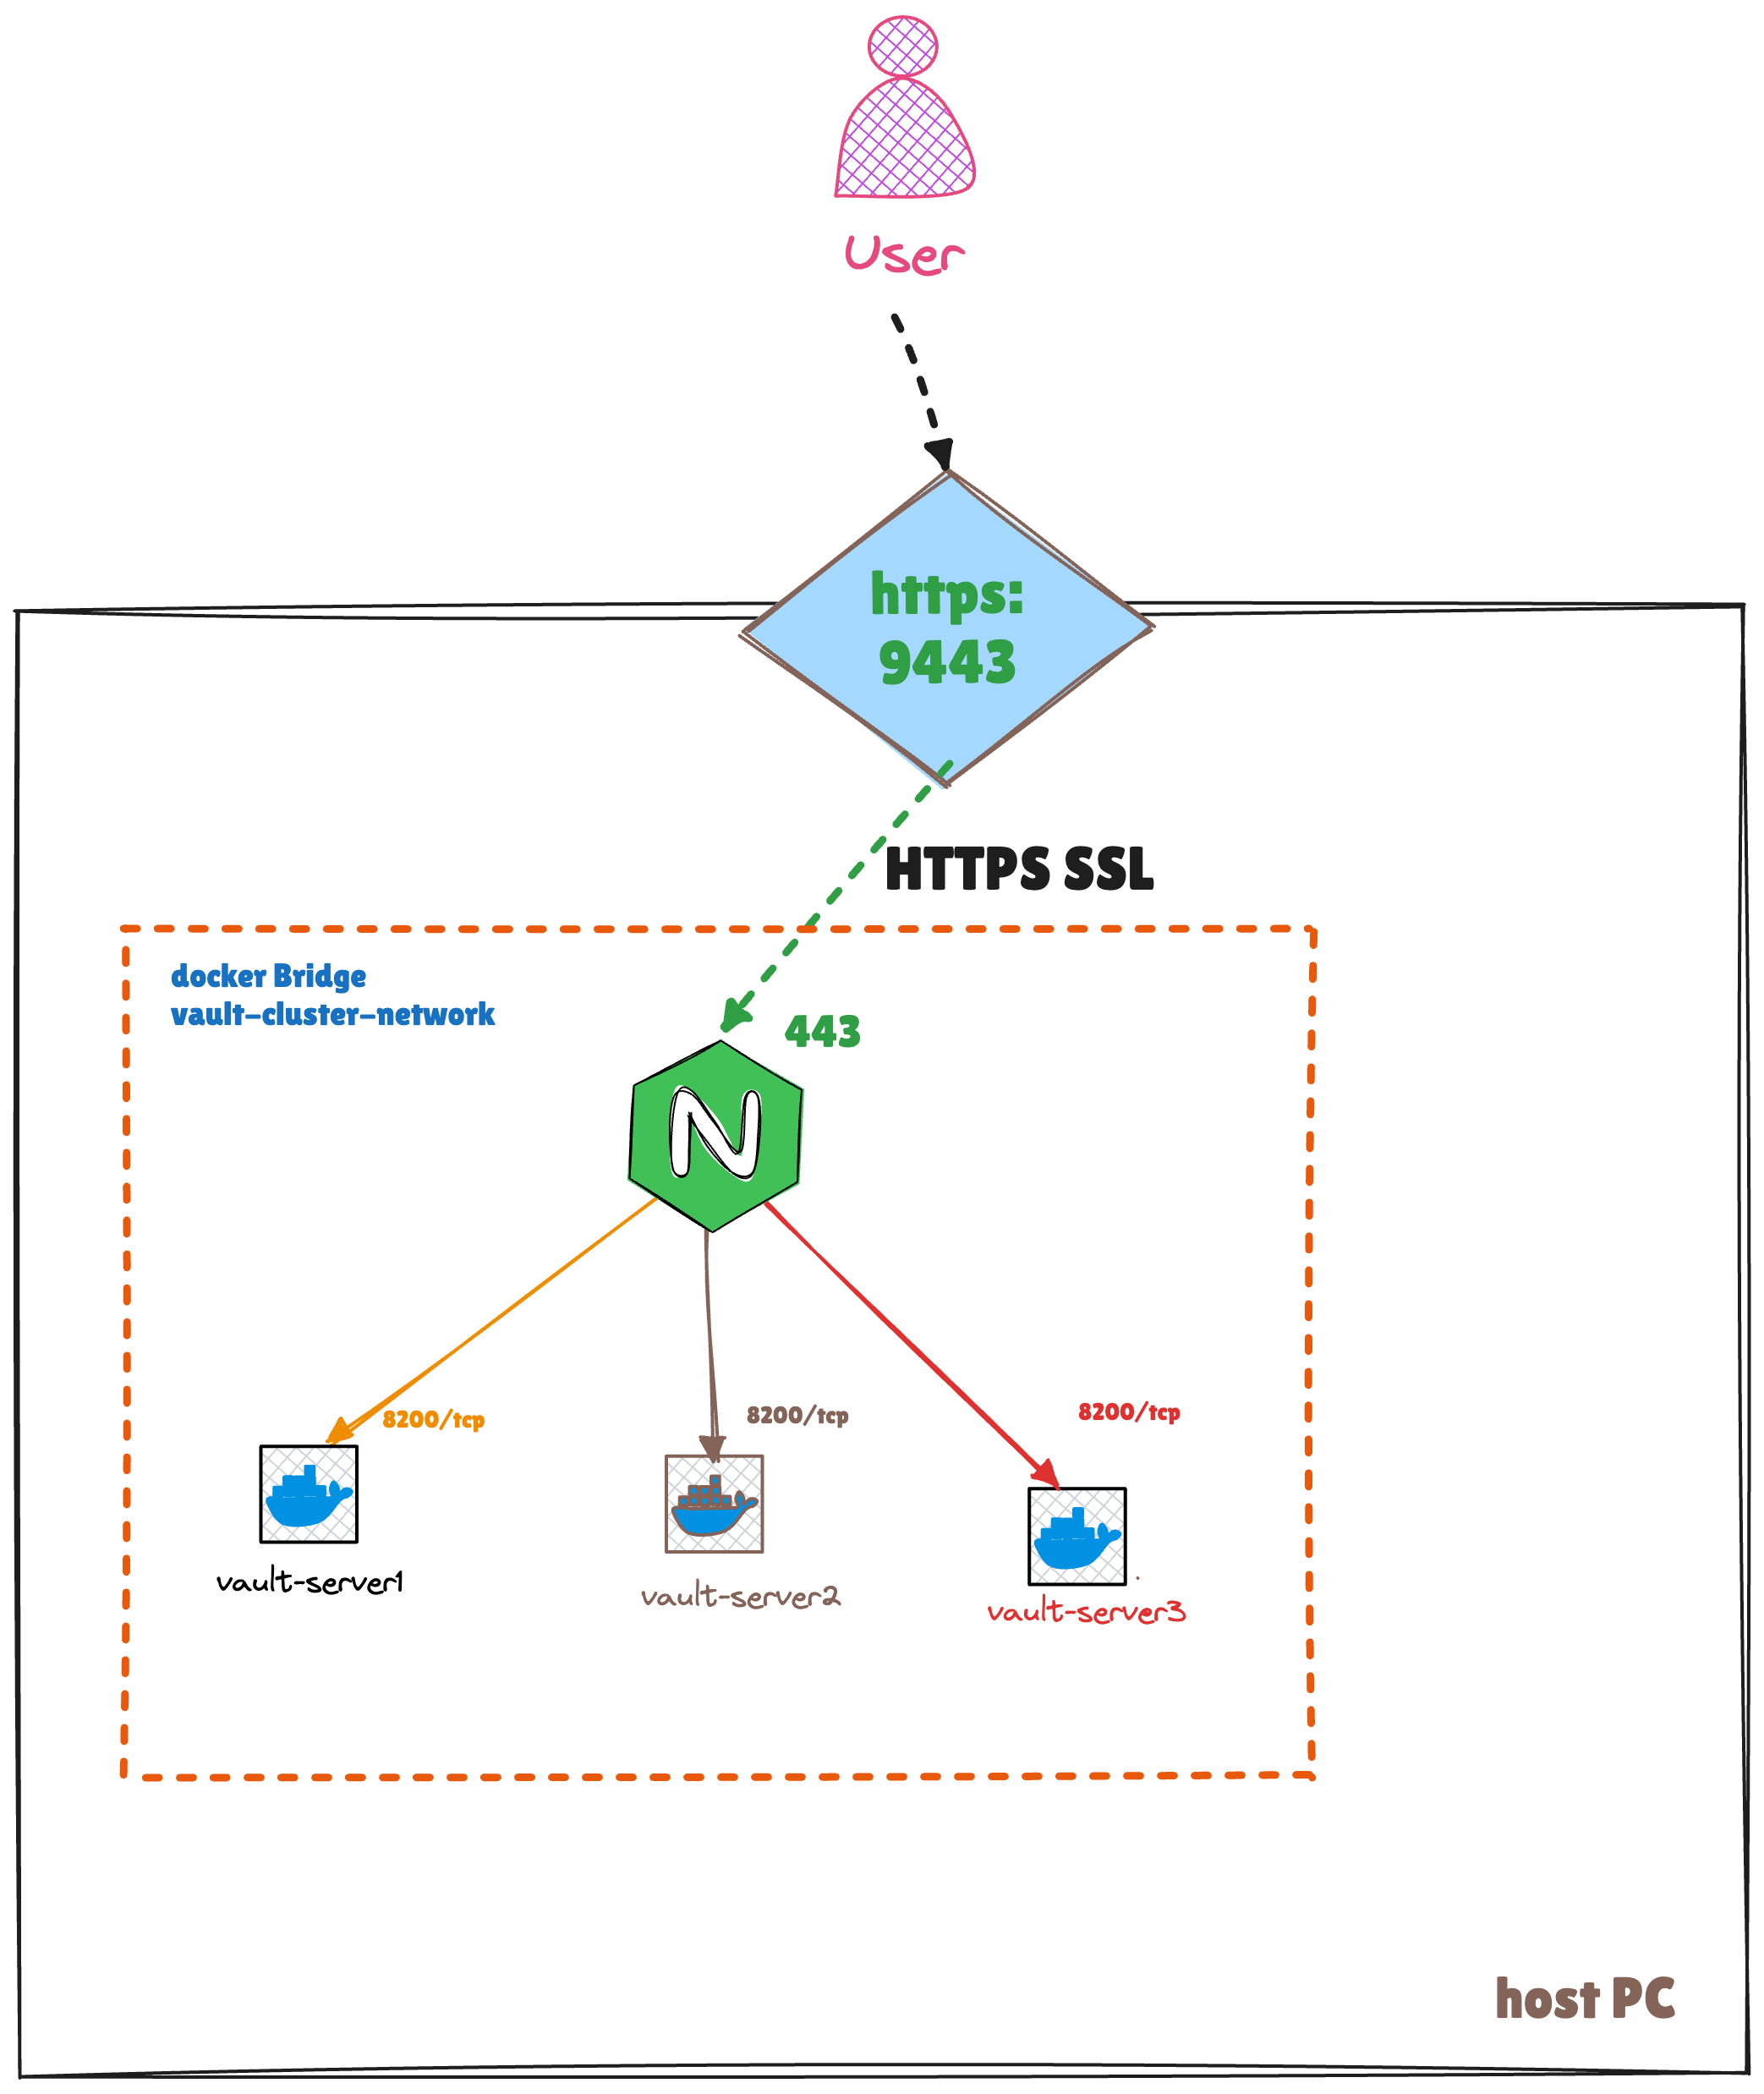 User
https:
9443
HTTPS SSL
docker Bridge
vault-cluster-network
443
N
8200/tcp
8200/tcp
8200/tcp
vault-server1
vault-server2
vault-server3
host PC